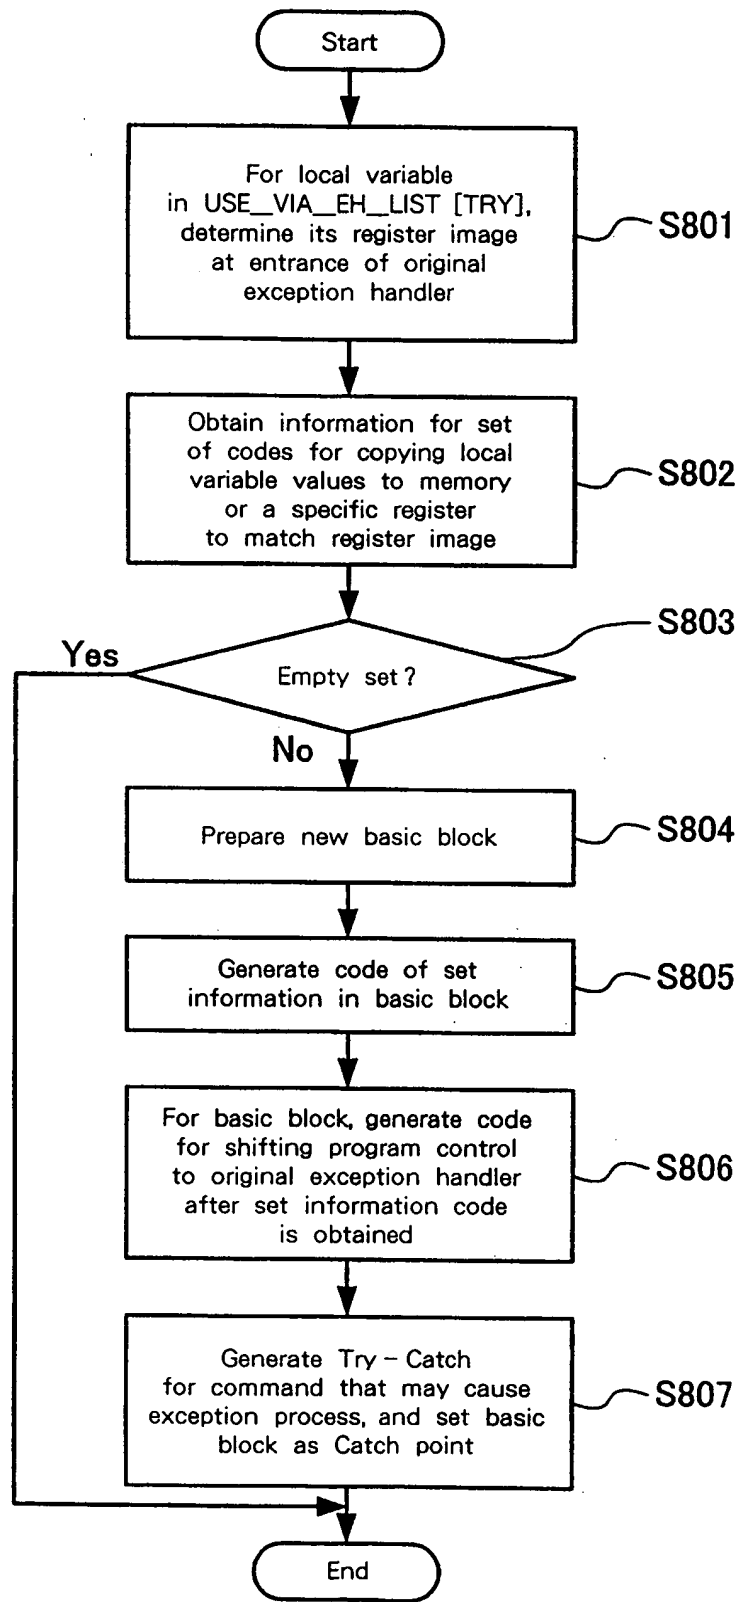 Start
For local variable
in USE_VIA_EH_LIST [TRY],
determine its register image
at entrance of original
exception handler
S801
Obtain information for set
of codes for copying local
variable values to memory
or a specific register
to match register image
S802
S803
Yes
Empty set?
No
Prepare new basic block
S804
Generate code of set
information in basic block
S805
For basic block, generate code
for shifting program control
to original exception handler
after set information code
is obtained
S806
Generate Try-Catch
for command that may cause
exception process, and set basic
block as Catch point
S807
End